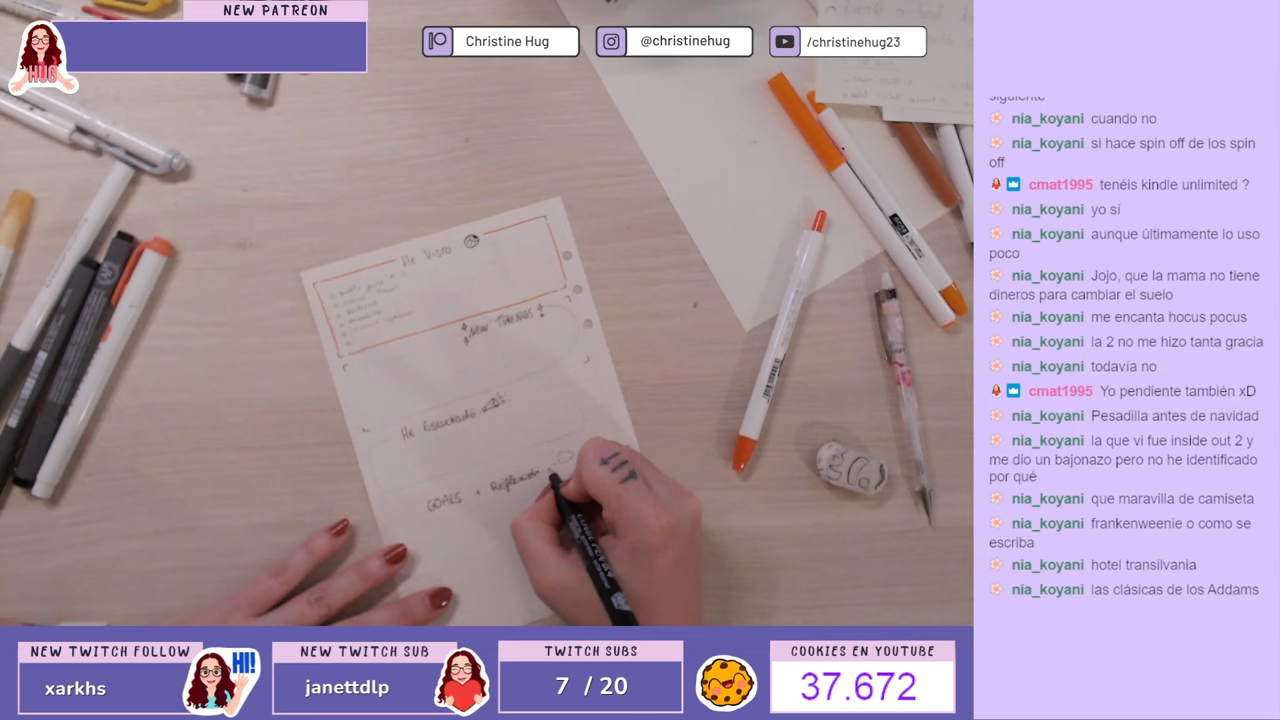 NEW PATREON
HUG
Christine Hug
@christinehug
/christinehug23
siguiente
nia_koyani cuando no
nia_koyani si hace spin off de los spin
off
cmat1995 tenéis kindle unlimited ?
nia_koyani yo sí
nia_koyani aunque últimamente lo uso
poco
nia_koyani Jojo, que la mama no tiene
dineros para cambiar el suelo
nia_koyani me encanta hocus pocus
nia_koyani la 2 no me hizo tanta gracia
nia_koyani todavía no
cmat1995 Yo pendiente también xD
nia_koyani Pesadilla antes de navidad
nia_koyani la que vi fue inside out 2 y
me dio un bajonazo pero no he identificado
por qué
nia_koyani que maravilla de camiseta
nia_koyani frankenweenie o como se
escriba
nia_koyani hotel transilvania
nia_koyani las clásicas de los Addams
He Visto
NEW THINGS
He Escuchado
GOALS + Reflexion
NEW TWITCH FOLLOW
xarkhs
HI!
NEW TWITCH SUB
janettdlp
TWITCH SUBS
7 / 20
COOKIES EN YOUTUBE
37.672